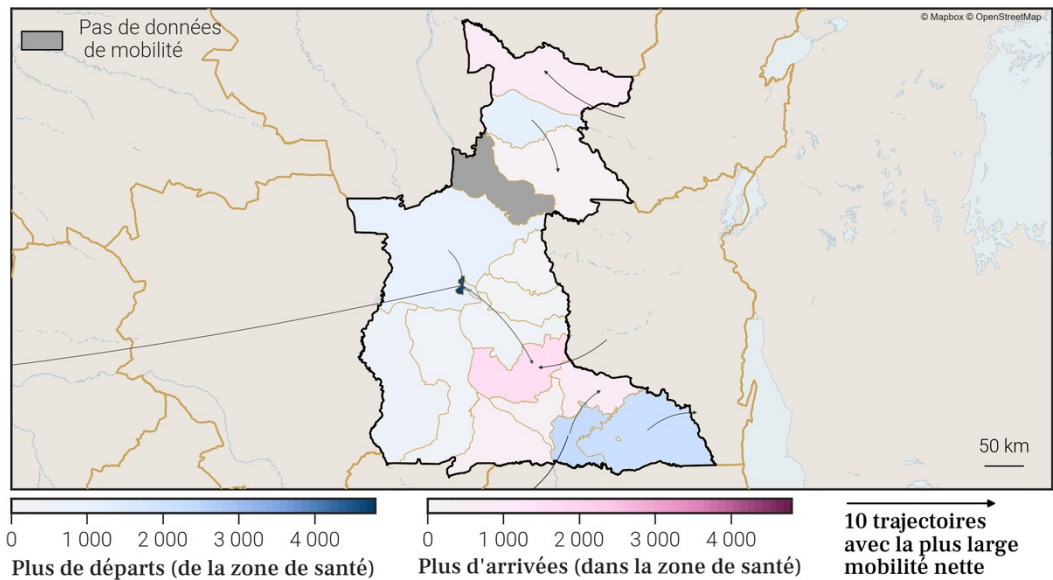 © Mapbox © OpenStreetMap
Pas de données
de mobilité
50 km
0 1 000 2 000 3 000 4 000
Plus de départs (de la zone de santé)
0 1 000 2 000 3 000 4 000
Plus d'arrivées (dans la zone de santé)
10 trajectoires
avec la plus large
mobilité nette